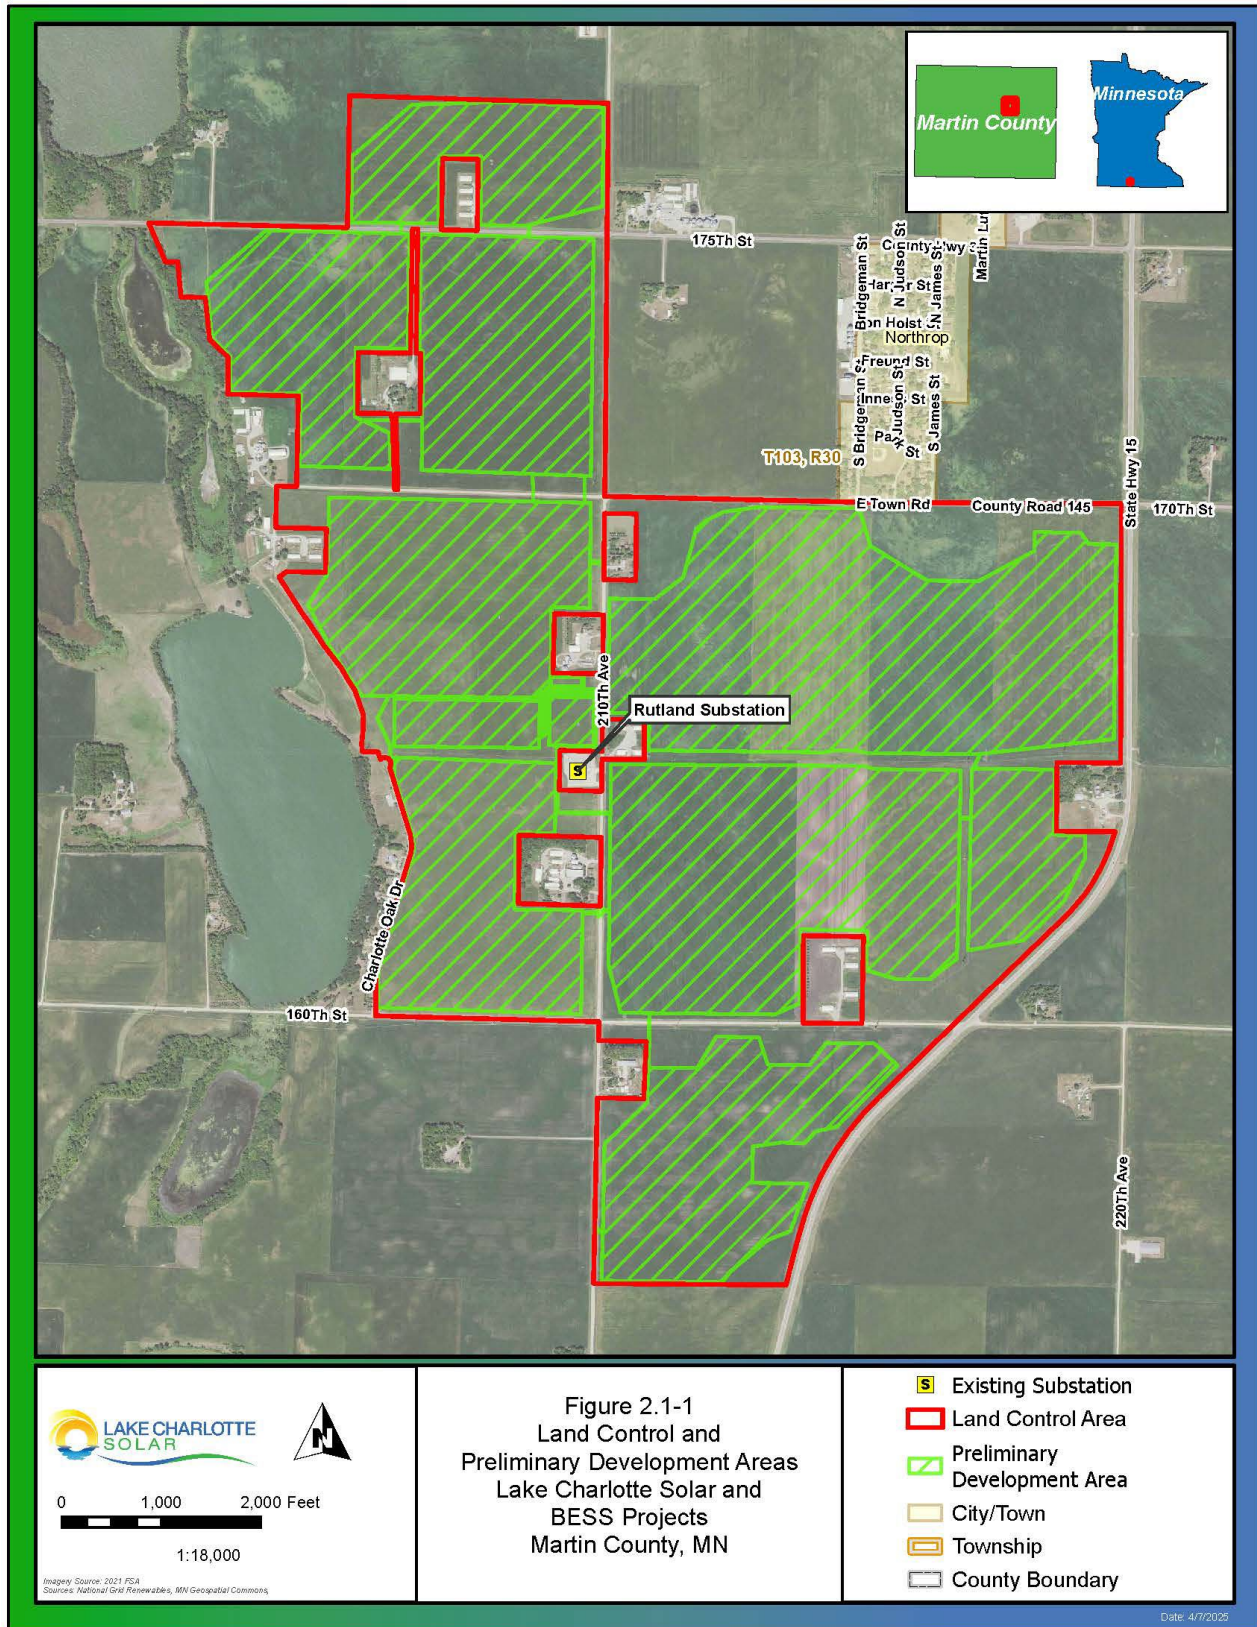 Martin County
Minnesota
175Th St
Bridgeman St
N Judson St
N James St
Northrop
Freund St
S Bridgeman St
Judson St
S James St
T103, R30
E Town Rd
County Road 145
State Hwy 15
170Th St
210Th Ave
Rutland Substation
Charlotte Oak Dr
160Th St
220Th Ave
LAKE CHARLOTTE
SOLAR
N
0 1,000 2,000 Feet
1:18,000
Imagery Source: 2021 FSA
Sources: National Grid Renewables, MN Geospatial Commons,
Figure 2.1-1
Land Control and
Preliminary Development Areas
Lake Charlotte Solar and
BESS Projects
Martin County, MN
S Existing Substation
Land Control Area
Preliminary
Development Area
City/Town
Township
County Boundary
Date: 4/7/2025